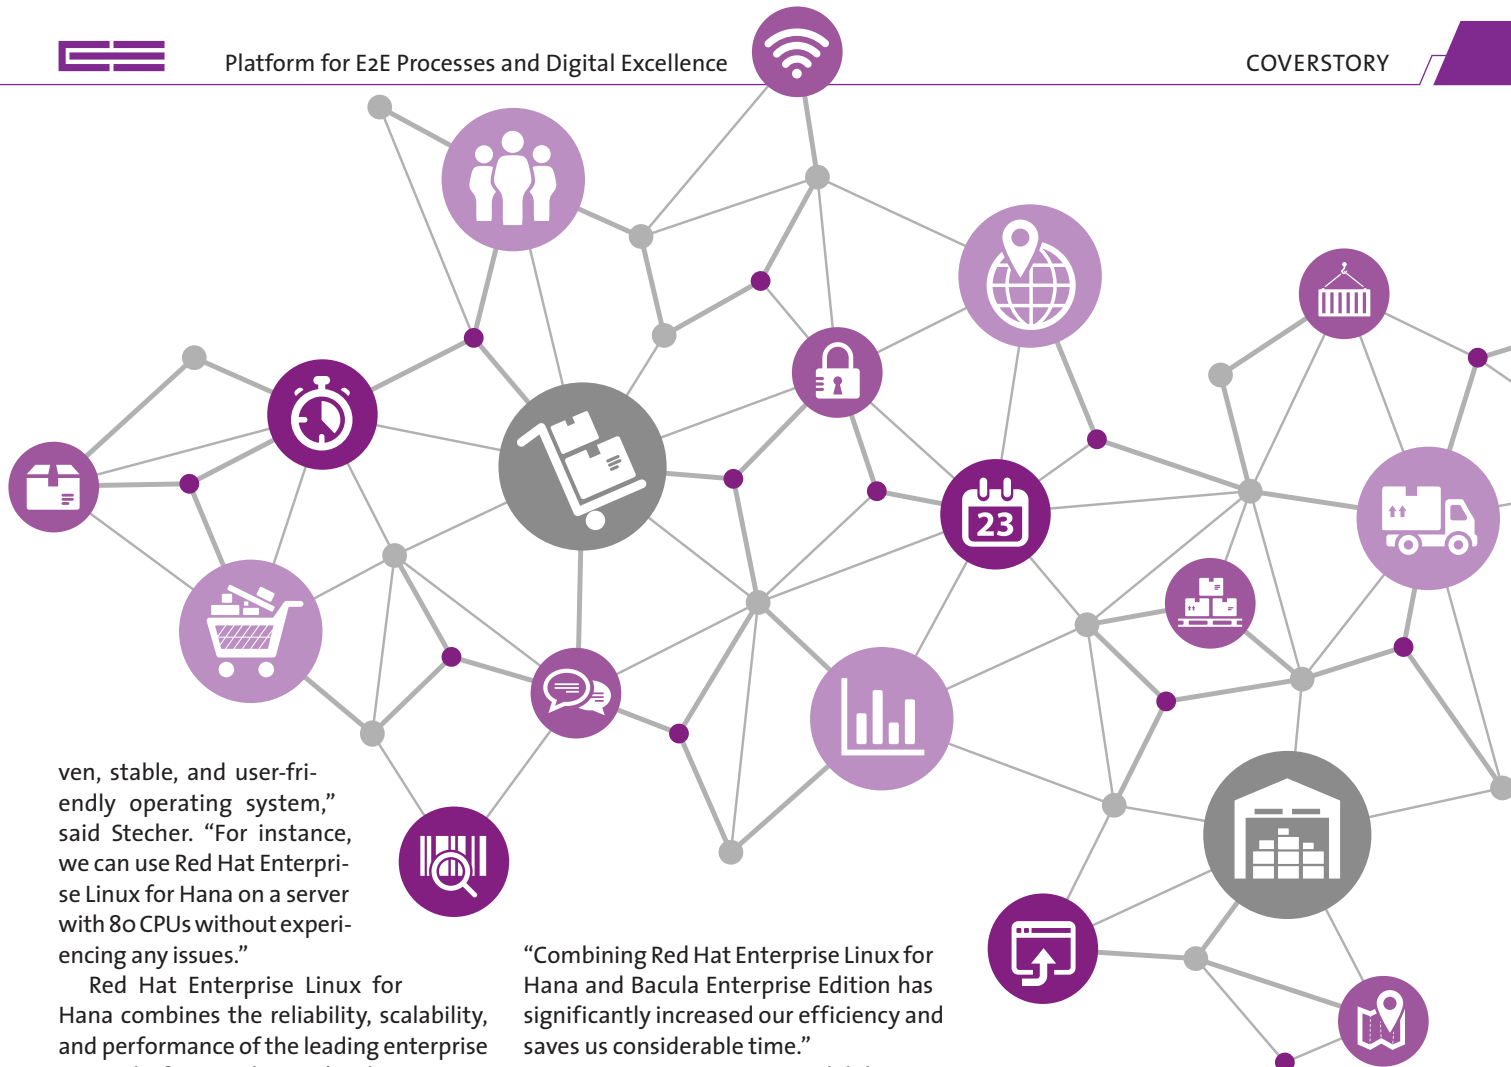 Platform for E2E Processes and Digital Excellence
COVERSTORY
23
ven, stable, and user-fri-
endly operating system,”
said Stecher. “For instance,
we can use Red Hat Enterpri-
se Linux for Hana on a server
with 80 CPUs without experi-
encing any issues.”
Red Hat Enterprise Linux for
Hana combines the reliability, scalability,
and performance of the leading enterprise
“Combining Red Hat Enterprise Linux for
Hana and Bacula Enterprise Edition has
significantly increased our efficiency and
saves us considerable time.”